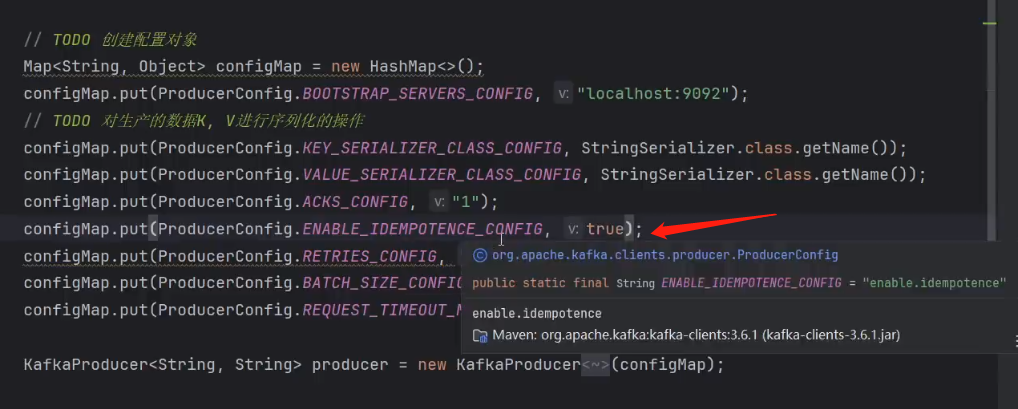 // TODO 创建配置对象
Map<String, Object> configMap = new HashMap<>();
configMap.put(ProducerConfig.BOOTSTRAP_SERVERS_CONFIG, v: "localhost:9092");
// TODO 对生产的数据K, V进行序列化的操作
configMap.put(ProducerConfig.KEY_SERIALIZER_CLASS_CONFIG, StringSerializer.class.getName());
configMap.put(ProducerConfig.VALUE_SERIALIZER_CLASS_CONFIG, StringSerializer.class.getName());
configMap.put(ProducerConfig.ACKS_CONFIG, v: "1");
configMap.put(ProducerConfig.ENABLE_IDEMPOTENCE_CONFIG, v: true);
configMap.put(ProducerConfig.RETRIES_CONFIG,
configMap.put(ProducerConfig.BATCH_SIZE_CONFIG
configMap.put(ProducerConfig.REQUEST_TIMEOUT_M
org.apache.kafka.clients.producer.ProducerConfig
public static final String ENABLE_IDEMPOTENCE_CONFIG = "enable.idempotence"
enable.idempotence
Maven: org.apache.kafka:kafka-clients:3.6.1 (kafka-clients-3.6.1.jar)
KafkaProducer<String, String> producer = new KafkaProducer<~>(configMap);